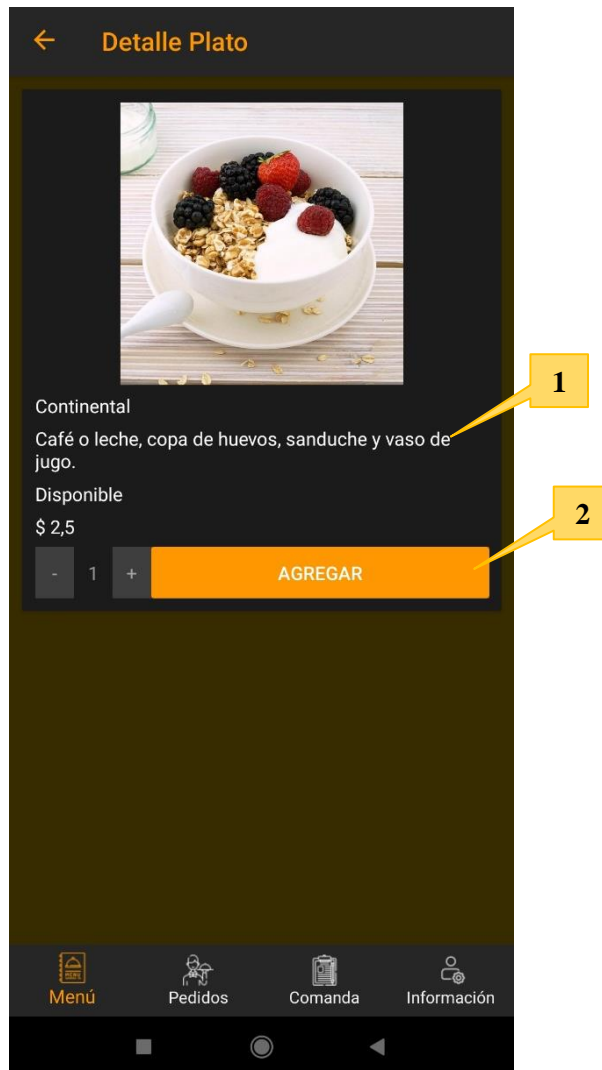 Detalle Plato
1
Continental
Café o leche, copa de huevos, sanduche y vaso de
jugo.
Disponible
$ 2,5
2
- 1 + AGREGAR
Menú Pedidos Comanda Información